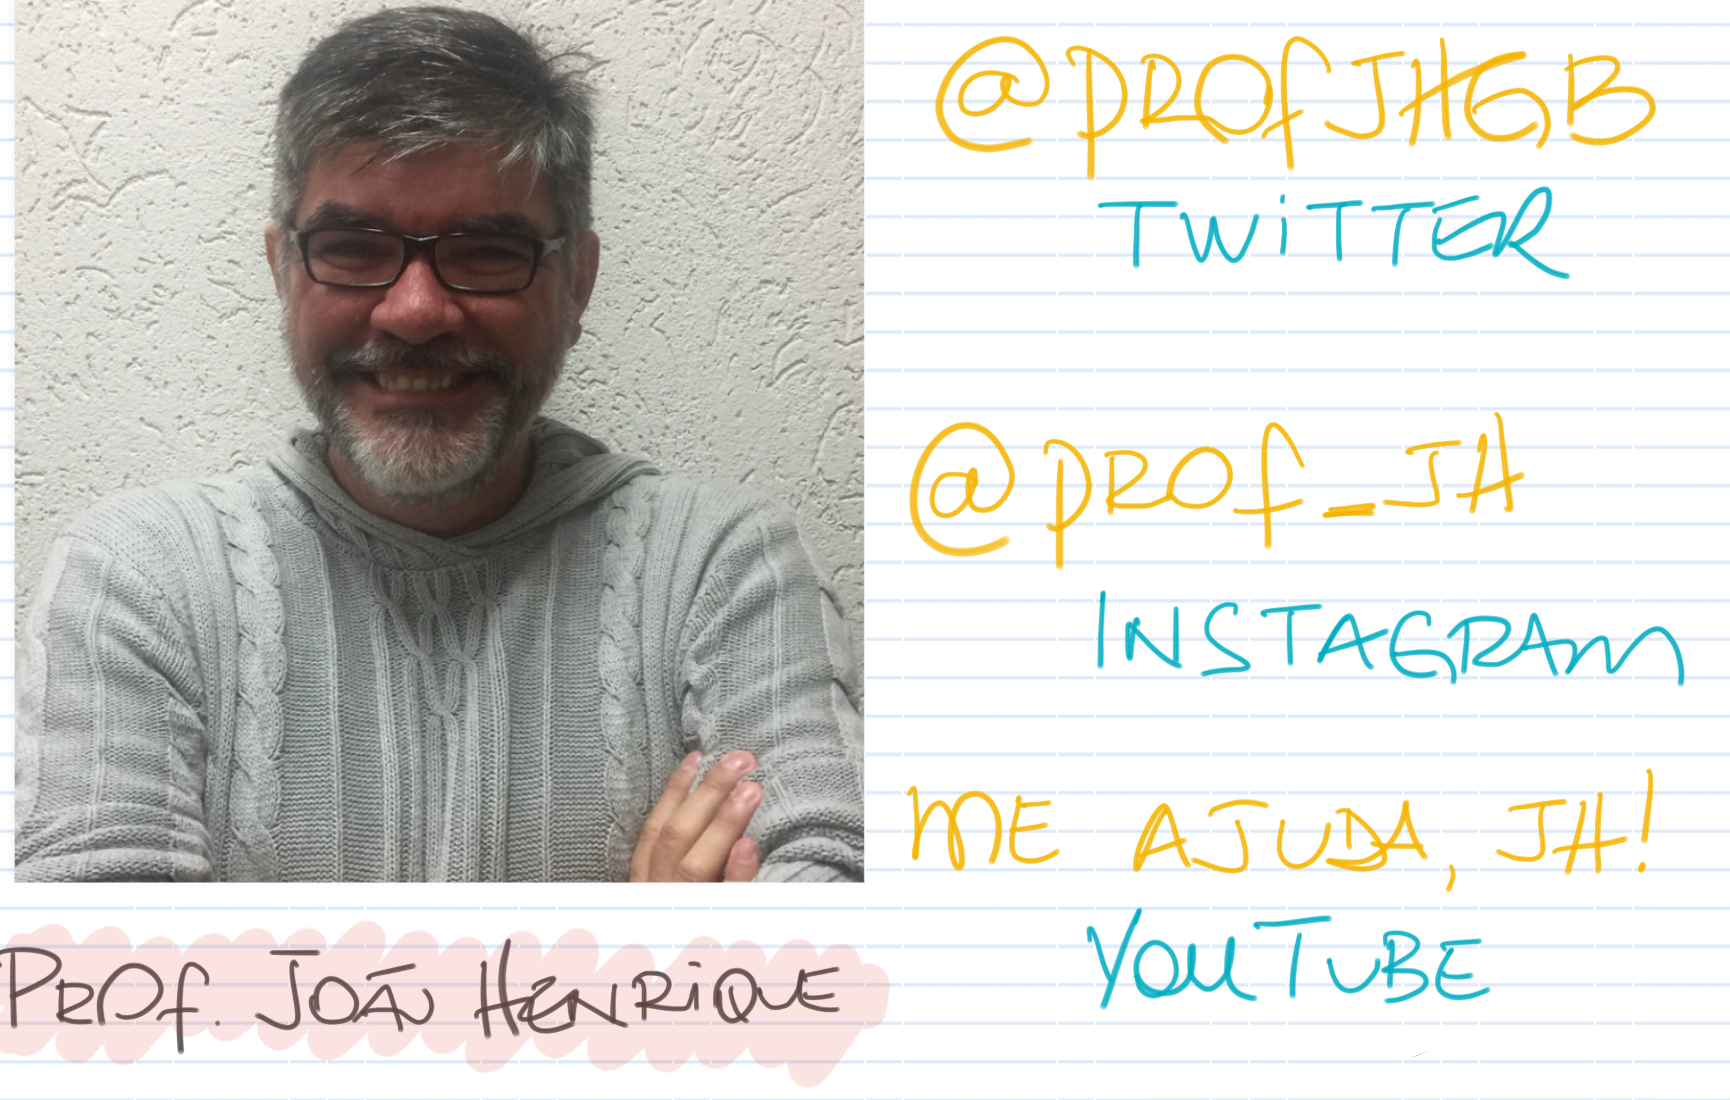 @PROFJHGB
TWiTTER
@PROF_JH
INSTAGRAM
ME AJUDA, JH!
YOUTUBE
PROF. JOÃO HENRiQUE